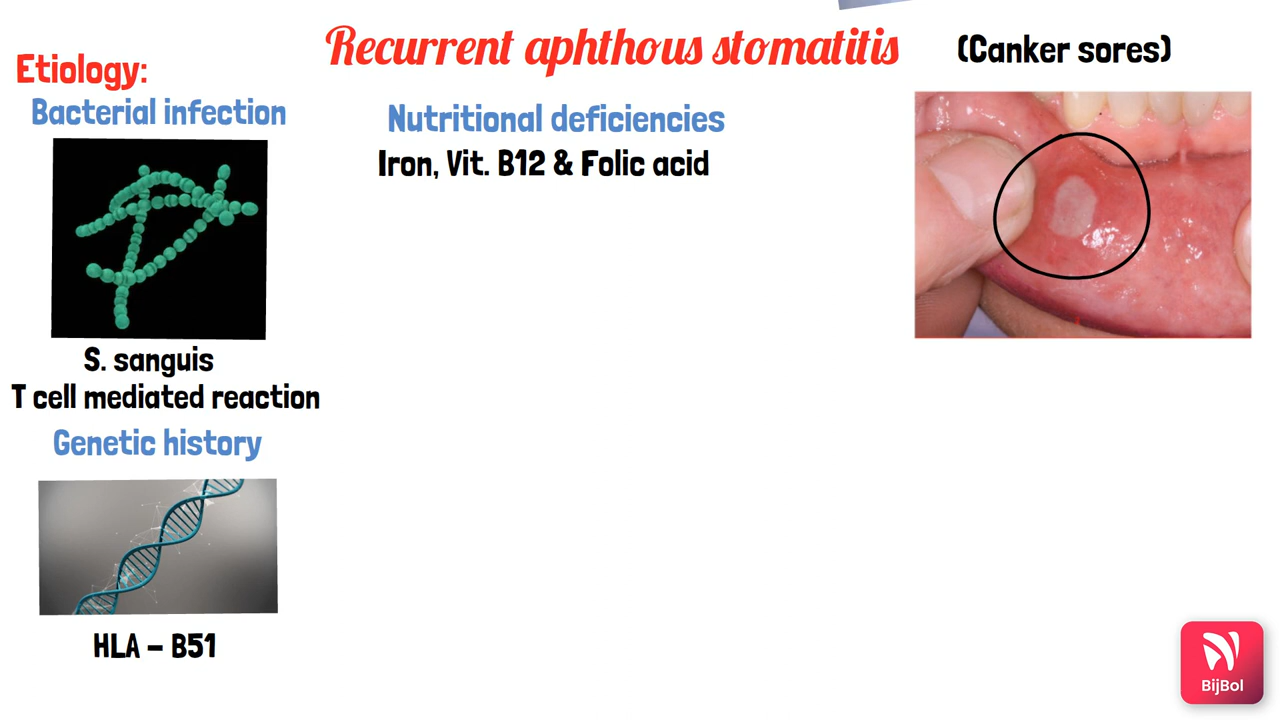 Recurrent aphthous stomatitis
(Canker sores)
Etiology:
Bacterial infection
S. sanguis
T cell mediated reaction
Genetic history
HLA – B51
Nutritional deficiencies
Iron, Vit. B12 & Folic acid
BijBol